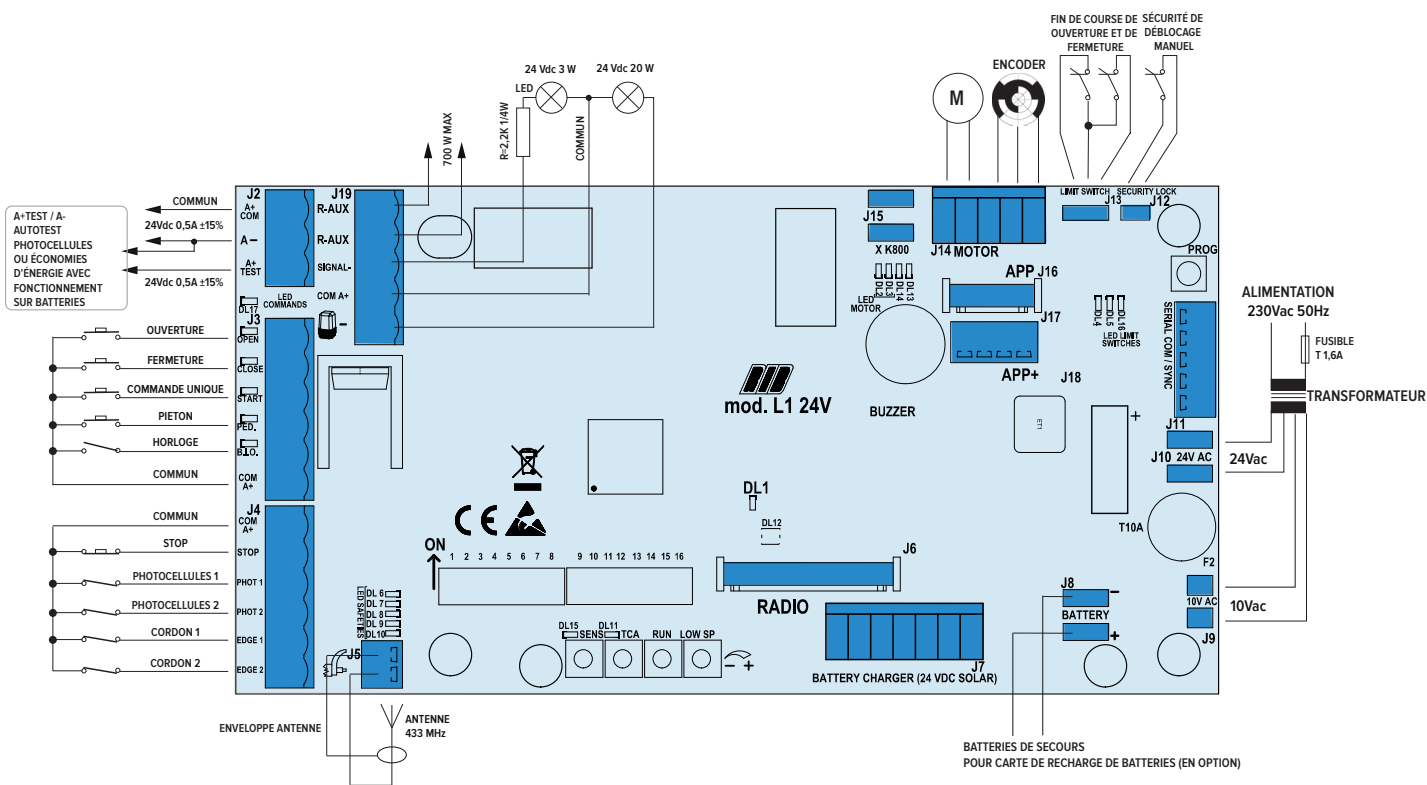 FIN DE COURSE DE
OUVERTURE ET DE
FERMETURE
SÉCURITÉ DE
DÉBLOCAGE
MANUEL
24 Vdc 3 W
24 Vdc 20 W
LED
R=2,2K 1/4W
COMMUN
700 W MAX
M
ENCODER
A+TEST / A-
AUTOTEST
PHOTOCELLULES
OU ÉCONOMIES
D'ÉNERGIE AVEC
FONCTIONNEMENT
SUR BATTERIES
COMMUN
24Vdc 0,5A ±15%
24Vdc 0,5A ±15%
J2
A+
COM
A-
A+
TEST
DL17
LED
COMMANDS
J19
R-AUX
R-AUX
SIGNAL-
COM A+
-
J15
X K800
DL2
DL3
DL14
DL13
LED
MOTOR
J14 MOTOR
LIMIT SWITCH
J13
SECURITY LOCK
J12
PROG
APP J16
J17
APP+
DL4
DL5
DL16
LED LIMIT
SWITCHES
SERIAL COM / SYNC
ALIMENTATION
230Vac 50Hz
FUSIBLE
T 1,6A
TRANSFORMATEUR
OUVERTURE
FERMETURE
COMMANDE UNIQUE
PIETON
HORLOGE
COMMUN
J3
OPEN
CLOSE
START
PED.
B.I.O.
COM
A+
mod. L1 24V
BUZZER
J18
ET1
+
J11
J10 24V AC
24Vac
T10A
F2
10V AC
J9
10Vac
COMMUN
STOP
PHOTOCELLULES 1
PHOTOCELLULES 2
CORDON 1
CORDON 2
J4
COM
A+
STOP
PHOT 1
PHOT 2
EDGE 1
EDGE 2
CE
ON
1 2 3 4 5 6 7 8
9 10 11 12 13 14 15 16
DL1
DL12
J6
RADIO
LED SAFETIES
DL 6
DL 7
DL 8
DL 9
DL10
J5
DL15
SENS
DL11
TCA
RUN
LOW SP
- +
J7
BATTERY CHARGER (24 VDC SOLAR)
J8
-
BATTERY
+
ENVELOPPE ANTENNE
ANTENNE
433 MHz
BATTERIES DE SECOURS
POUR CARTE DE RECHARGE DE BATTERIES (EN OPTION)